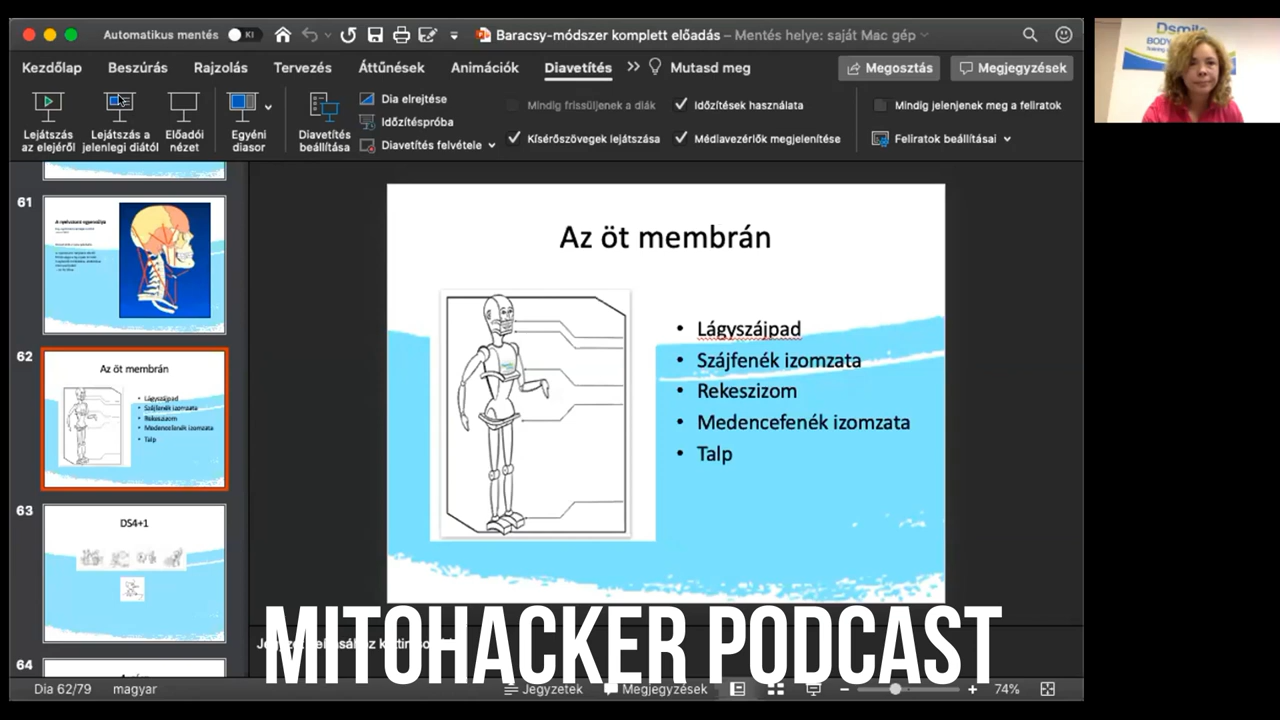 Automatikus mentés
KI
Baracsy-módszer komplett előadás – Mentés helye: saját Mac gép
Kezdőlap
Beszúrás
Rajzolás
Tervezés
Áttűnések
Animációk
Diavetítés
Mutasd meg
Megosztás
Megjegyzések
Lejátszás
az elejéről
Lejátszás a
jelenlegi diától
Előadói
nézet
Egyéni
diasor
Diavetítés
beállítása
Dia elrejtése
Időzítéspróba
Diavetítés felvétele
Mindig frissüljenek a diák
Kísérőszövegek lejátszása
Időzítések használata
Médiavezérlők megjelenítése
Mindig jelenjenek meg a feliratok
Feliratok beállításai
Dsmile
BODY
61
62
Az öt membrán
• Lágyszájpad
• Szájfenék izomzata
• Rekeszizom
• Medencefenék izomzata
• Talp
63
DS4+1
64
Az öt membrán
• Lágyszájpad
• Szájfenék izomzata
• Rekeszizom
• Medencefenék izomzata
• Talp
MITOHACKER PODCAST
Dia 62/79
magyar
Jegyzetek
Megjegyzések
74%